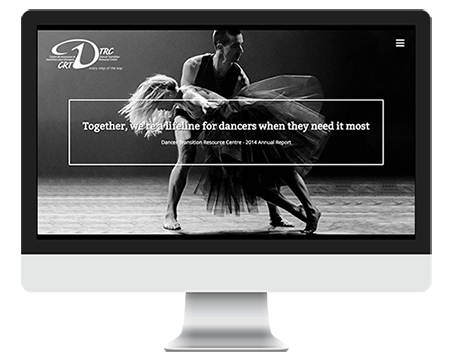 DTRC
CRTD
every step of the way
Together, we're a lifeline for dancers when they need it most
Dancer Transition Resource Centre - 2014 Annual Report